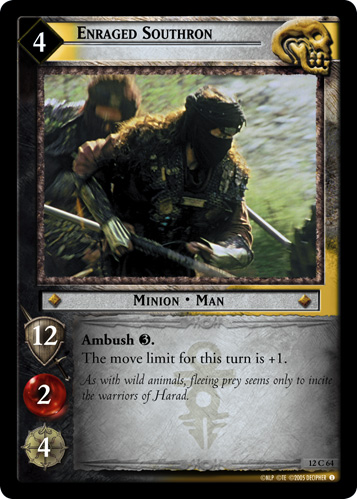 4
ENRAGED SOUTHRON
MINION • MAN
12
Ambush ❸.
The move limit for this turn is +1.
2
As with wild animals, fleeing prey seems only to incite
the warriors of Harad.
4
12 C 64
©NLP ©TE ©2005 DECIPHER